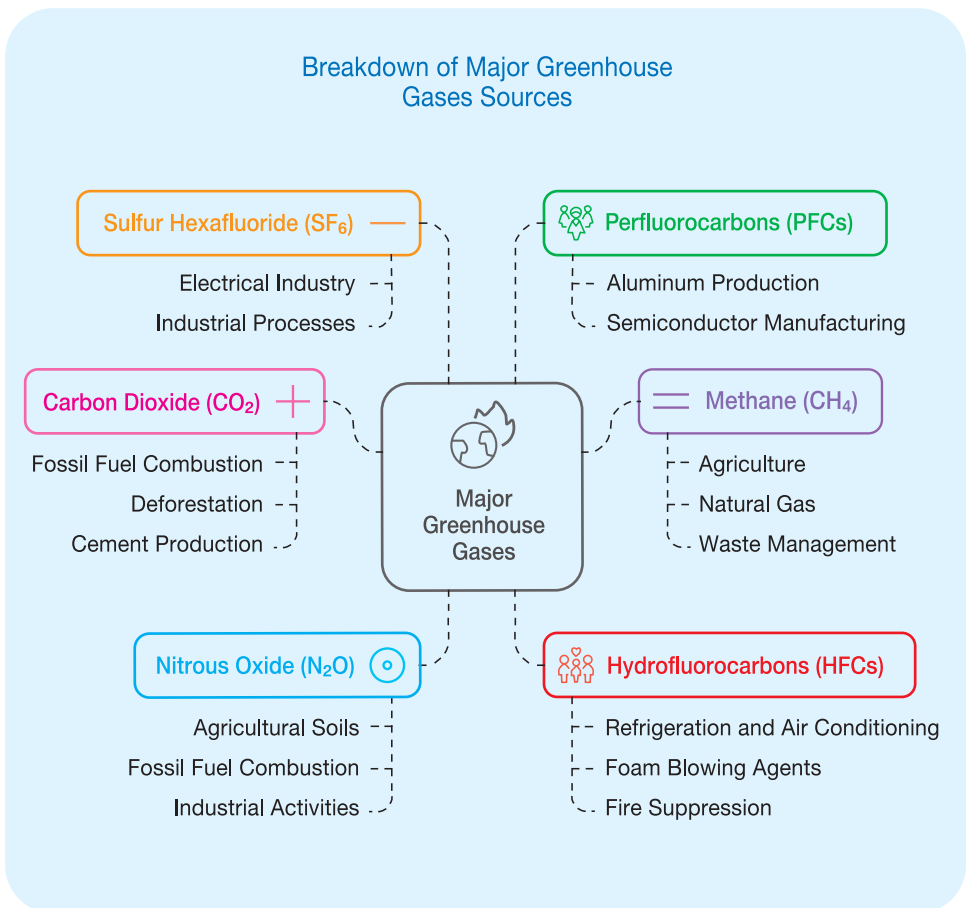 Breakdown of Major Greenhouse
Gases Sources
Sulfur Hexafluoride (SF₆)
Electrical Industry
Industrial Processes
Perfluorocarbons (PFCs)
Aluminum Production
Semiconductor Manufacturing
Carbon Dioxide (CO₂)
Fossil Fuel Combustion
Deforestation
Cement Production
Major
Greenhouse
Gases
Methane (CH₄)
Agriculture
Natural Gas
Waste Management
Nitrous Oxide (N₂O)
Agricultural Soils
Fossil Fuel Combustion
Industrial Activities
Hydrofluorocarbons (HFCs)
Refrigeration and Air Conditioning
Foam Blowing Agents
Fire Suppression